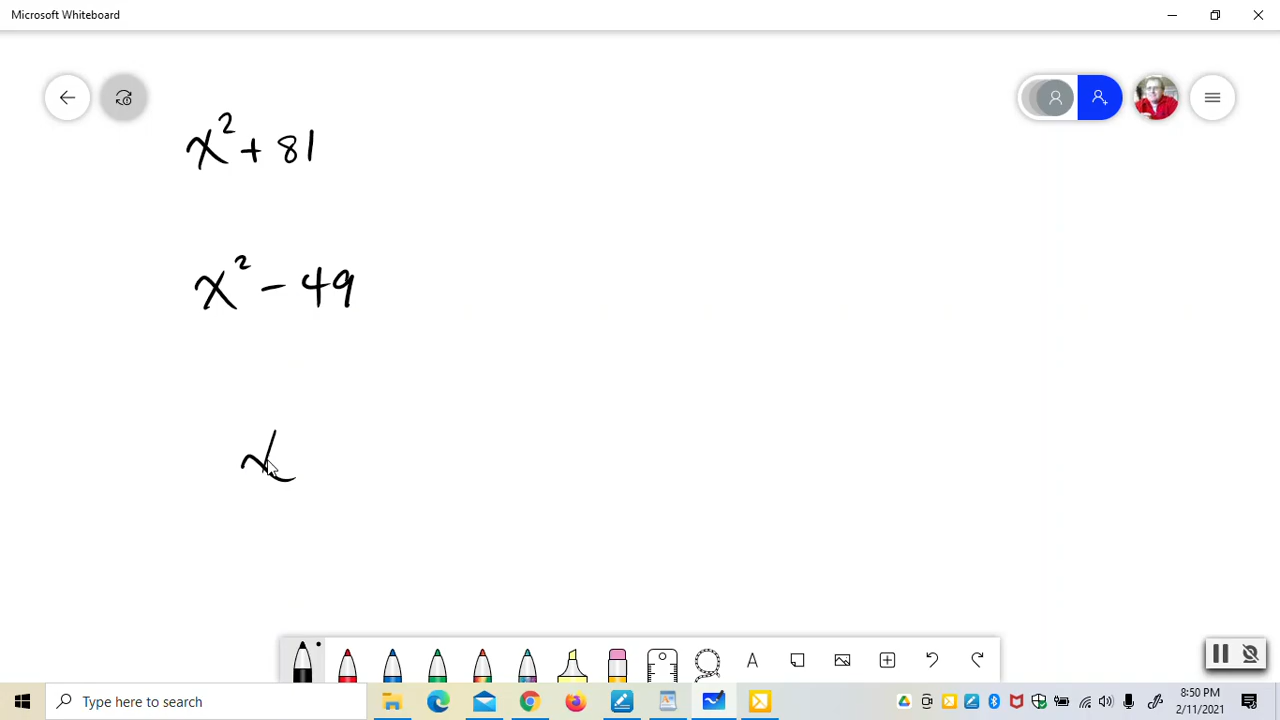 Microsoft Whiteboard
x² + 81
x² - 49
x
A
Type here to search
8:50 PM
2/11/2021